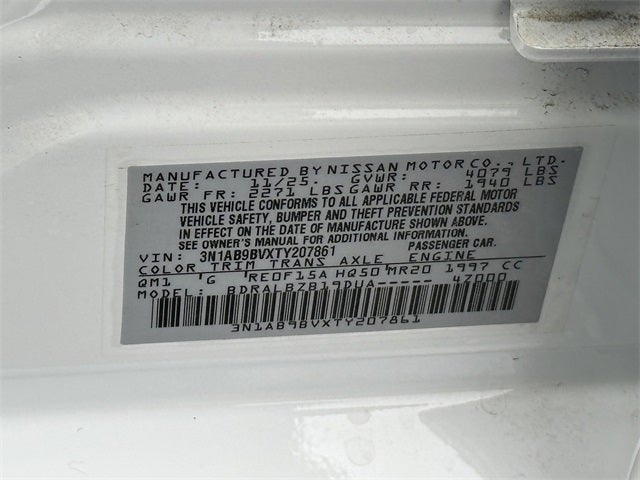 MANUFACTURED BY NISSAN MOTOR CO., LTD.
DATE: 11/25. GVWR: 4079 LBS
GAWR FR: 2271 LBS GAWR RR: 1940 LBS
THIS VEHICLE CONFORMS TO ALL APPLICABLE FEDERAL MOTOR
VEHICLE SAFETY, BUMPER AND THEFT PREVENTION STANDARDS
IN EFFECT ON THE DATE OF MANUFACTURE SHOWN ABOVE.
SEE OWNER'S MANUAL FOR ADDITIONAL INFORMATION.
VIN: 3N1AB9BVXTY207861 PASSENGER CAR.
COLOR TRIM TRANS AXLE ENGINE
QM1 G RE0F15A HQ50 MR20 1997 CC
MODEL: BDRALBZB19DUA----- 47000
3N1AB9BVXTY207861